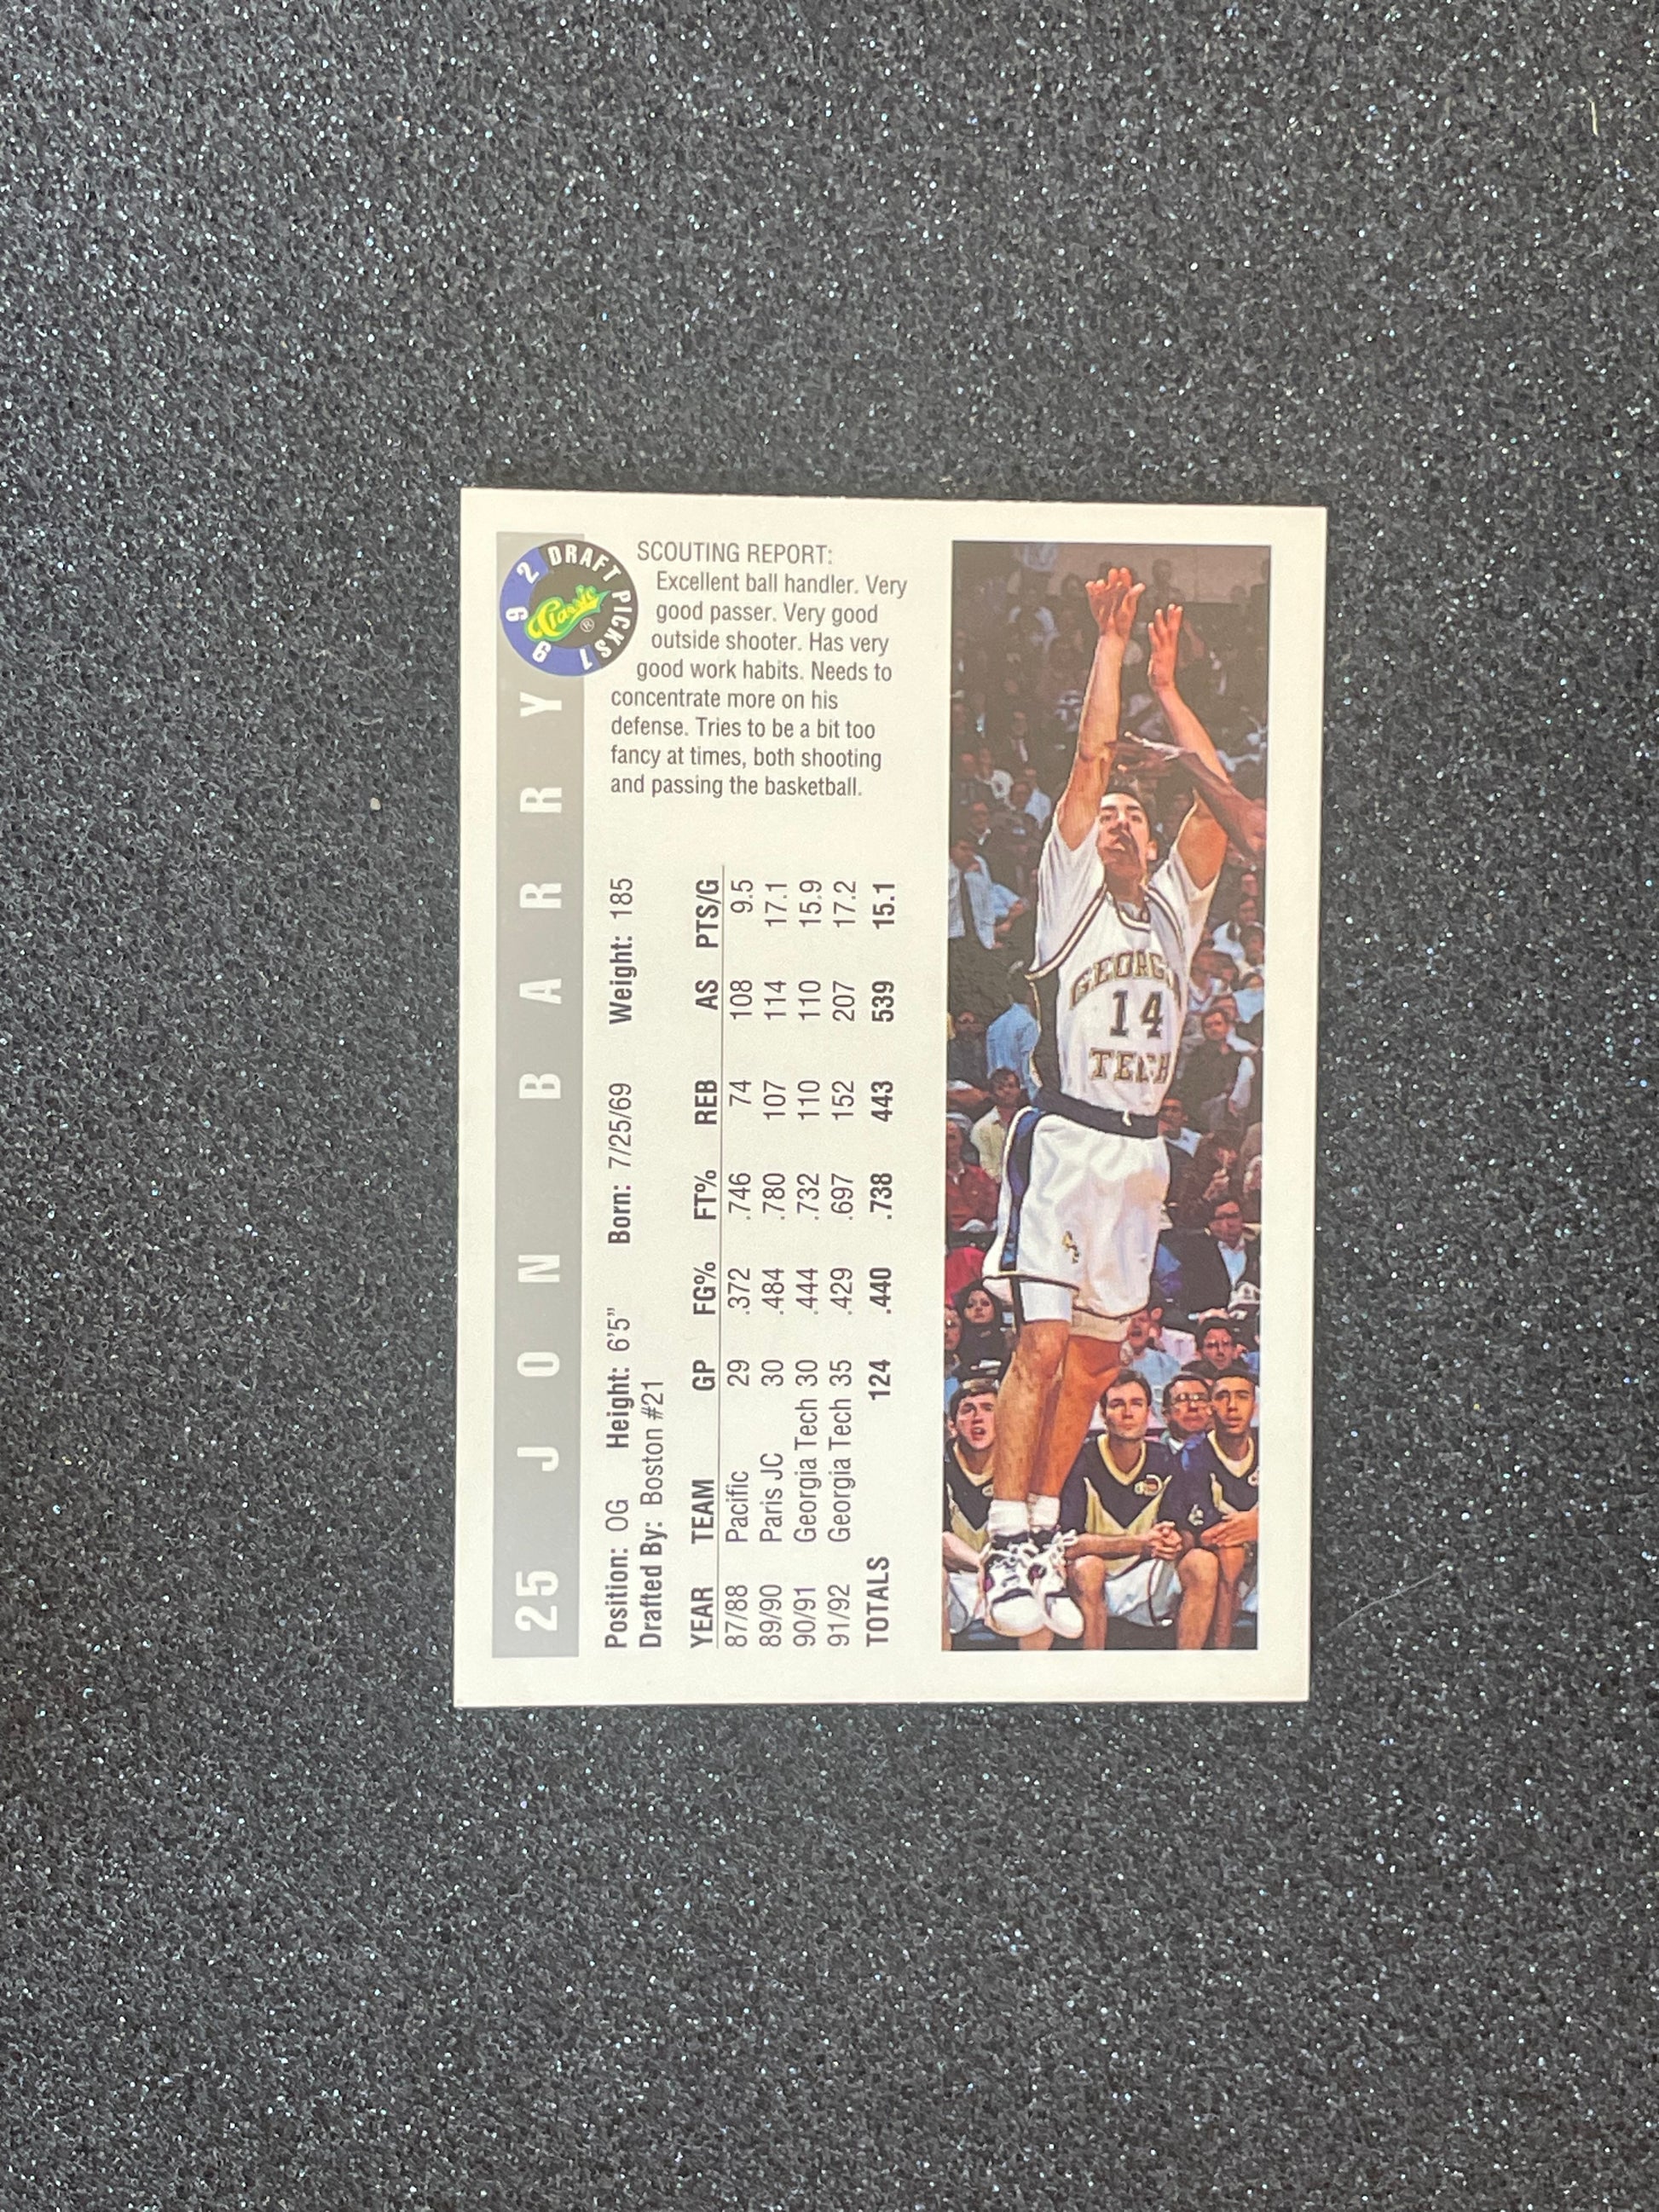 25 JON BARRY
1992 DRAFT PICKS
Classic®
Position: OG Height: 6'5" Born: 7/25/69 Weight: 185
Drafted By: Boston #21
YEAR TEAM GP FG% FT% REB AS PTS/G
87/88 Pacific 29 .372 .746 74 108 9.5
89/90 Paris JC 30 .484 .780 107 114 17.1
90/91 Georgia Tech 30 .444 .732 110 110 15.9
91/92 Georgia Tech 35 .429 .697 152 207 17.2
TOTALS 124 .440 .738 443 539 15.1
SCOUTING REPORT:
Excellent ball handler. Very
good passer. Very good
outside shooter. Has very
good work habits. Needs to
concentrate more on his
defense. Tries to be a bit too
fancy at times, both shooting
and passing the basketball.
GEORGIA
14
TECH